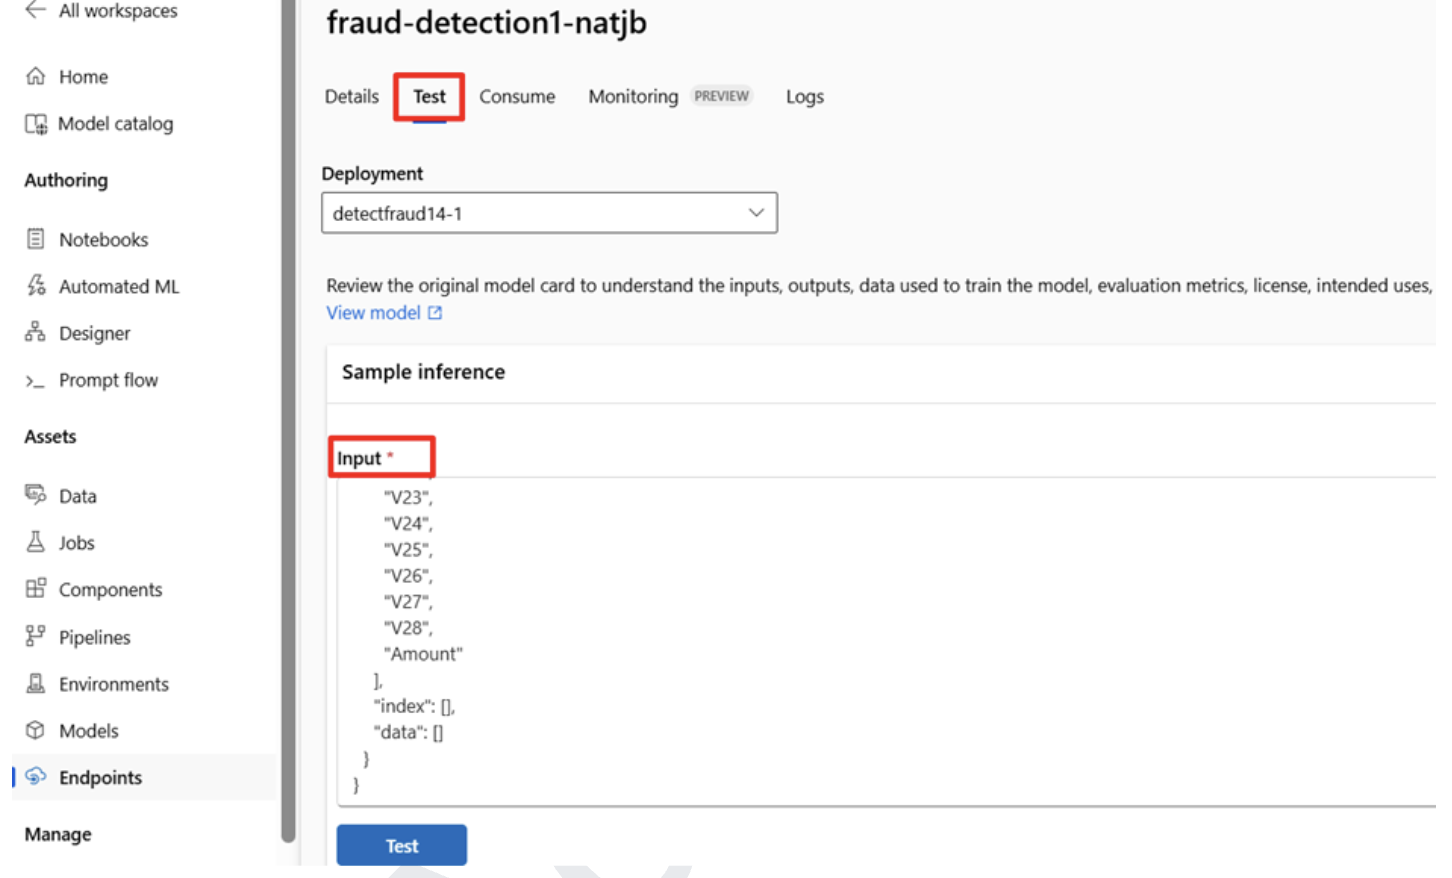 All workspaces
Home
Model catalog
Authoring
Notebooks
Automated ML
Designer
>_ Prompt flow
Assets
Data
Jobs
Components
Pipelines
Environments
Models
Endpoints
Manage
fraud-detection1-natjb
Details Test Consume Monitoring PREVIEW Logs
Deployment
detectfraud14-1
Review the original model card to understand the inputs, outputs, data used to train the model, evaluation metrics, license, intended uses,
View model
Sample inference
Input *
"V23",
"V24",
"V25",
"V26",
"V27",
"V28",
"Amount"
],
"index": [],
"data": []
}
}
Test